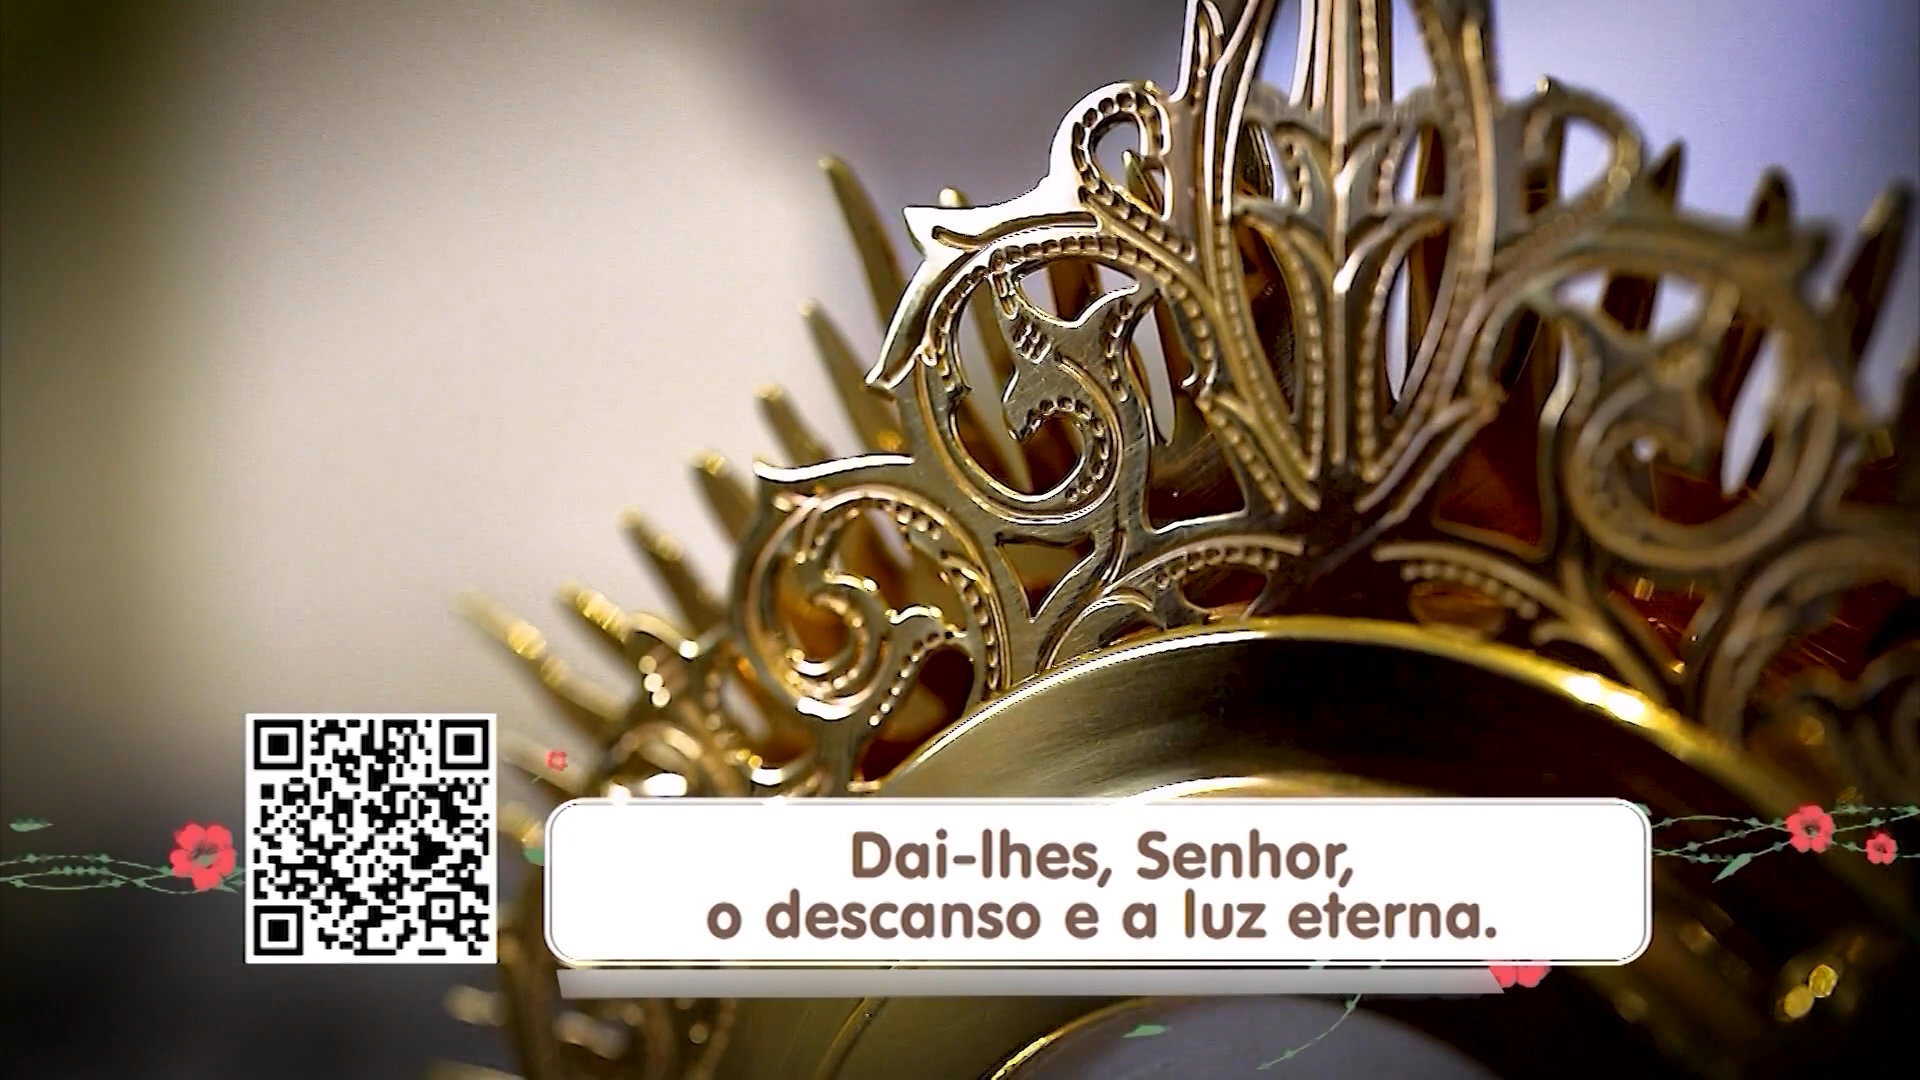 Dai-lhes, Senhor,
o descanso e a luz eterna.